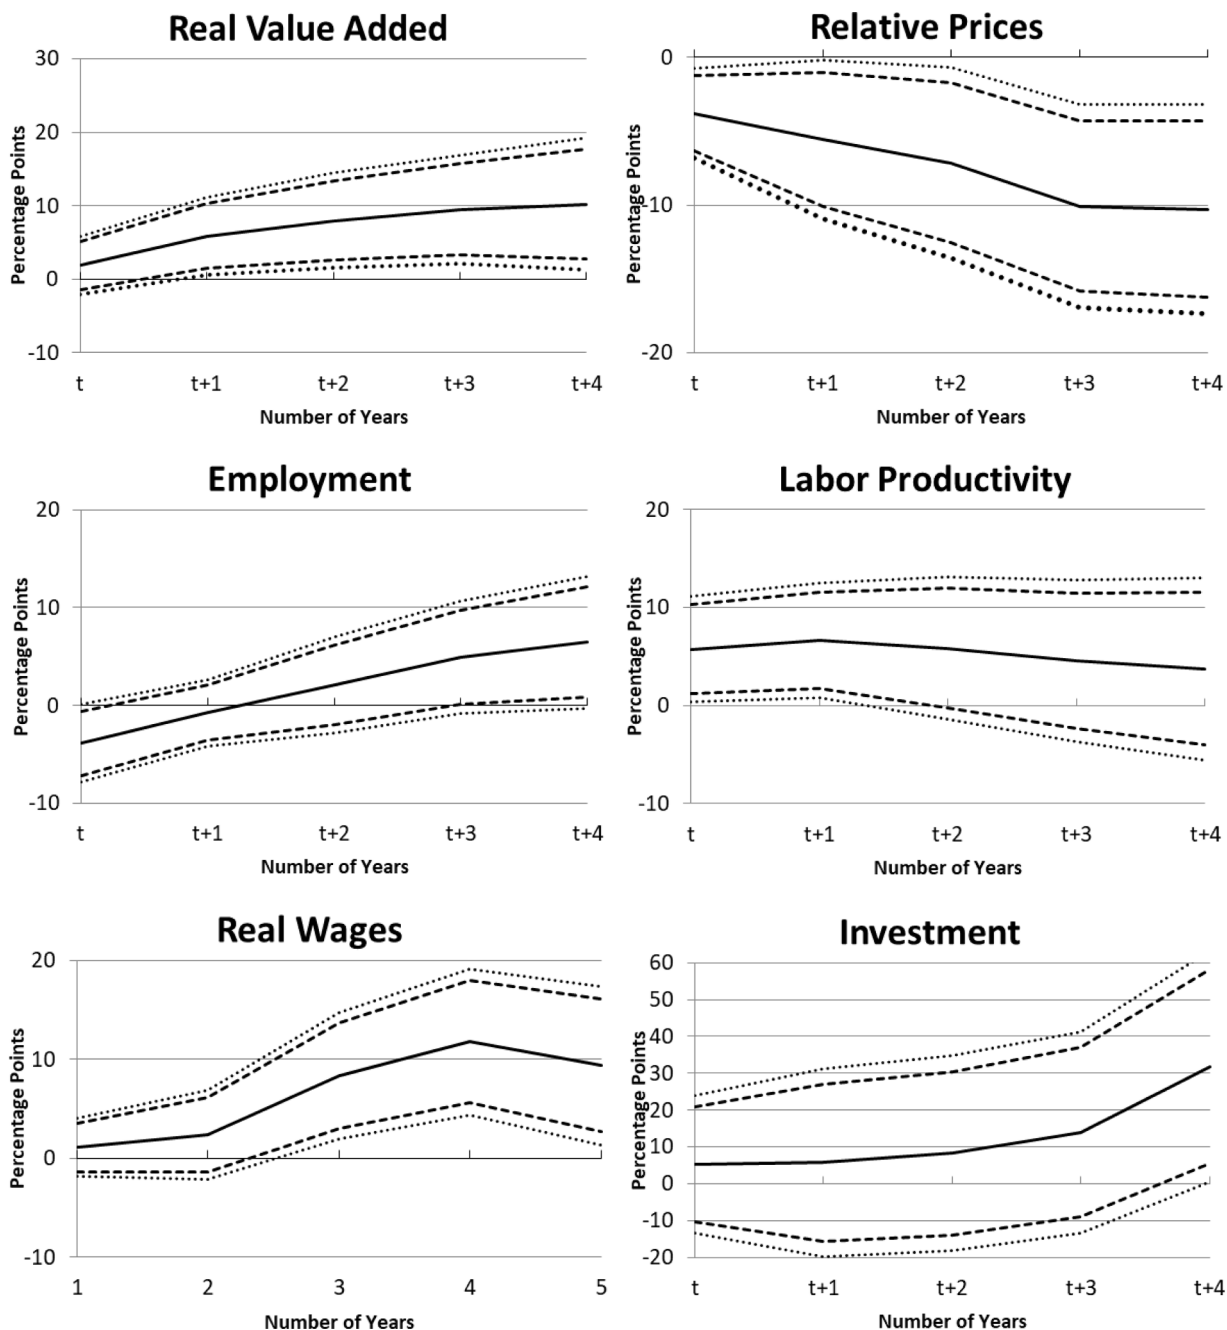 Real Value Added
Percentage Points
30
20
10
0
-10
t t+1 t+2 t+3 t+4
Number of Years
Relative Prices
Percentage Points
0
-10
-20
t t+1 t+2 t+3 t+4
Number of Years
Employment
Percentage Points
20
10
0
-10
t t+1 t+2 t+3 t+4
Number of Years
Labor Productivity
Percentage Points
20
10
0
-10
t t+1 t+2 t+3 t+4
Number of Years
Real Wages
Percentage Points
20
10
0
-10
1 2 3 4 5
Number of Years
Investment
Percentage Points
60
50
40
30
20
10
0
-10
-20
t t+1 t+2 t+3 t+4
Number of Years